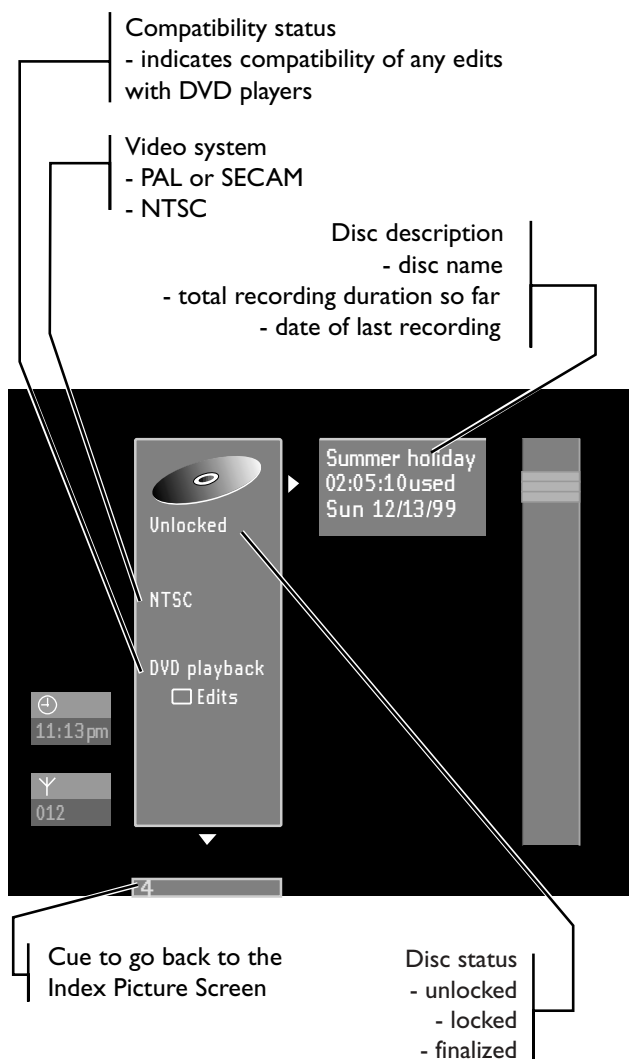 Compatibility status
- indicates compatibility of any edits
with DVD players
Video system
- PAL or SECAM
- NTSC
Disc description
- disc name
- total recording duration so far
- date of last recording
Summer holiday
02:05:10used
Sun 12/13/99
Unlocked
NTSC
DVD playback
Edits
11:13pm
012
4
Cue to go back to the
Index Picture Screen
Disc status
- unlocked
- locked
- finalized